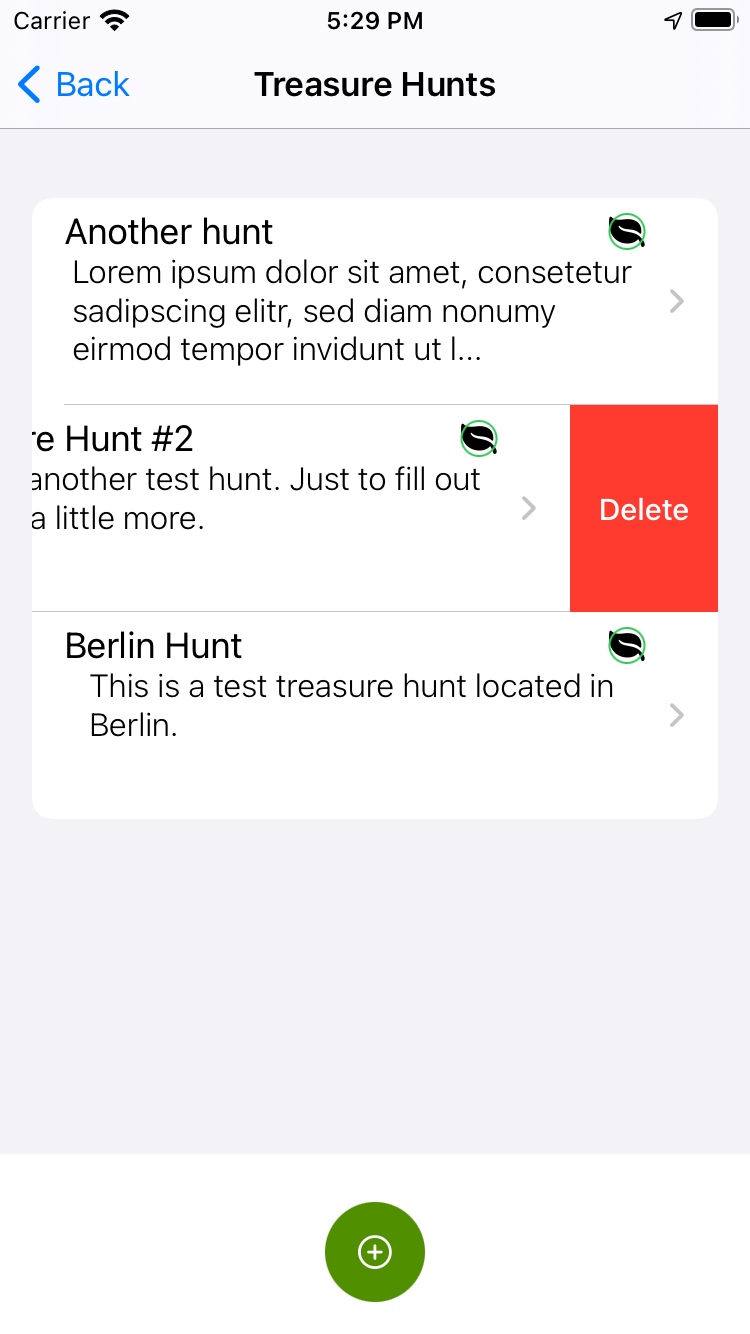 Carrier 5:29 PM
Back Treasure Hunts
Another hunt
Lorem ipsum dolor sit amet, consetetur
sadipscing elitr, sed diam nonumy
eirmod tempor invidunt ut l...
re Hunt #2
another test hunt. Just to fill out
a little more.
Delete
Berlin Hunt
This is a test treasure hunt located in
Berlin.